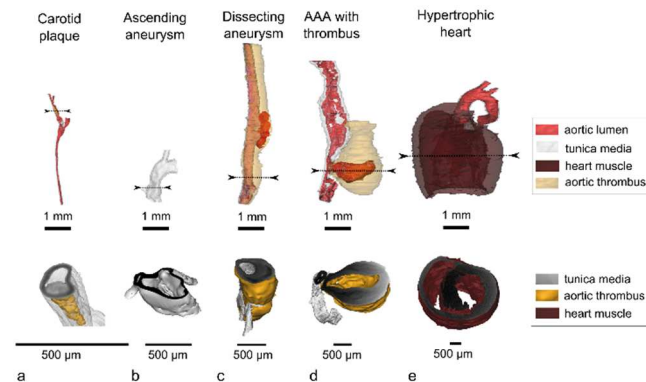 Carotid
plaque
Ascending
aneurysm
Dissecting
aneurysm
AAA with
thrombus
Hypertrophic
heart
aortic lumen
tunica media
heart muscle
aortic thrombus
1 mm
1 mm
1 mm
1 mm
1 mm
tunica media
aortic thrombus
heart muscle
500 µm
500 µm
500 µm
500 µm
500 µm
a
b
c
d
e